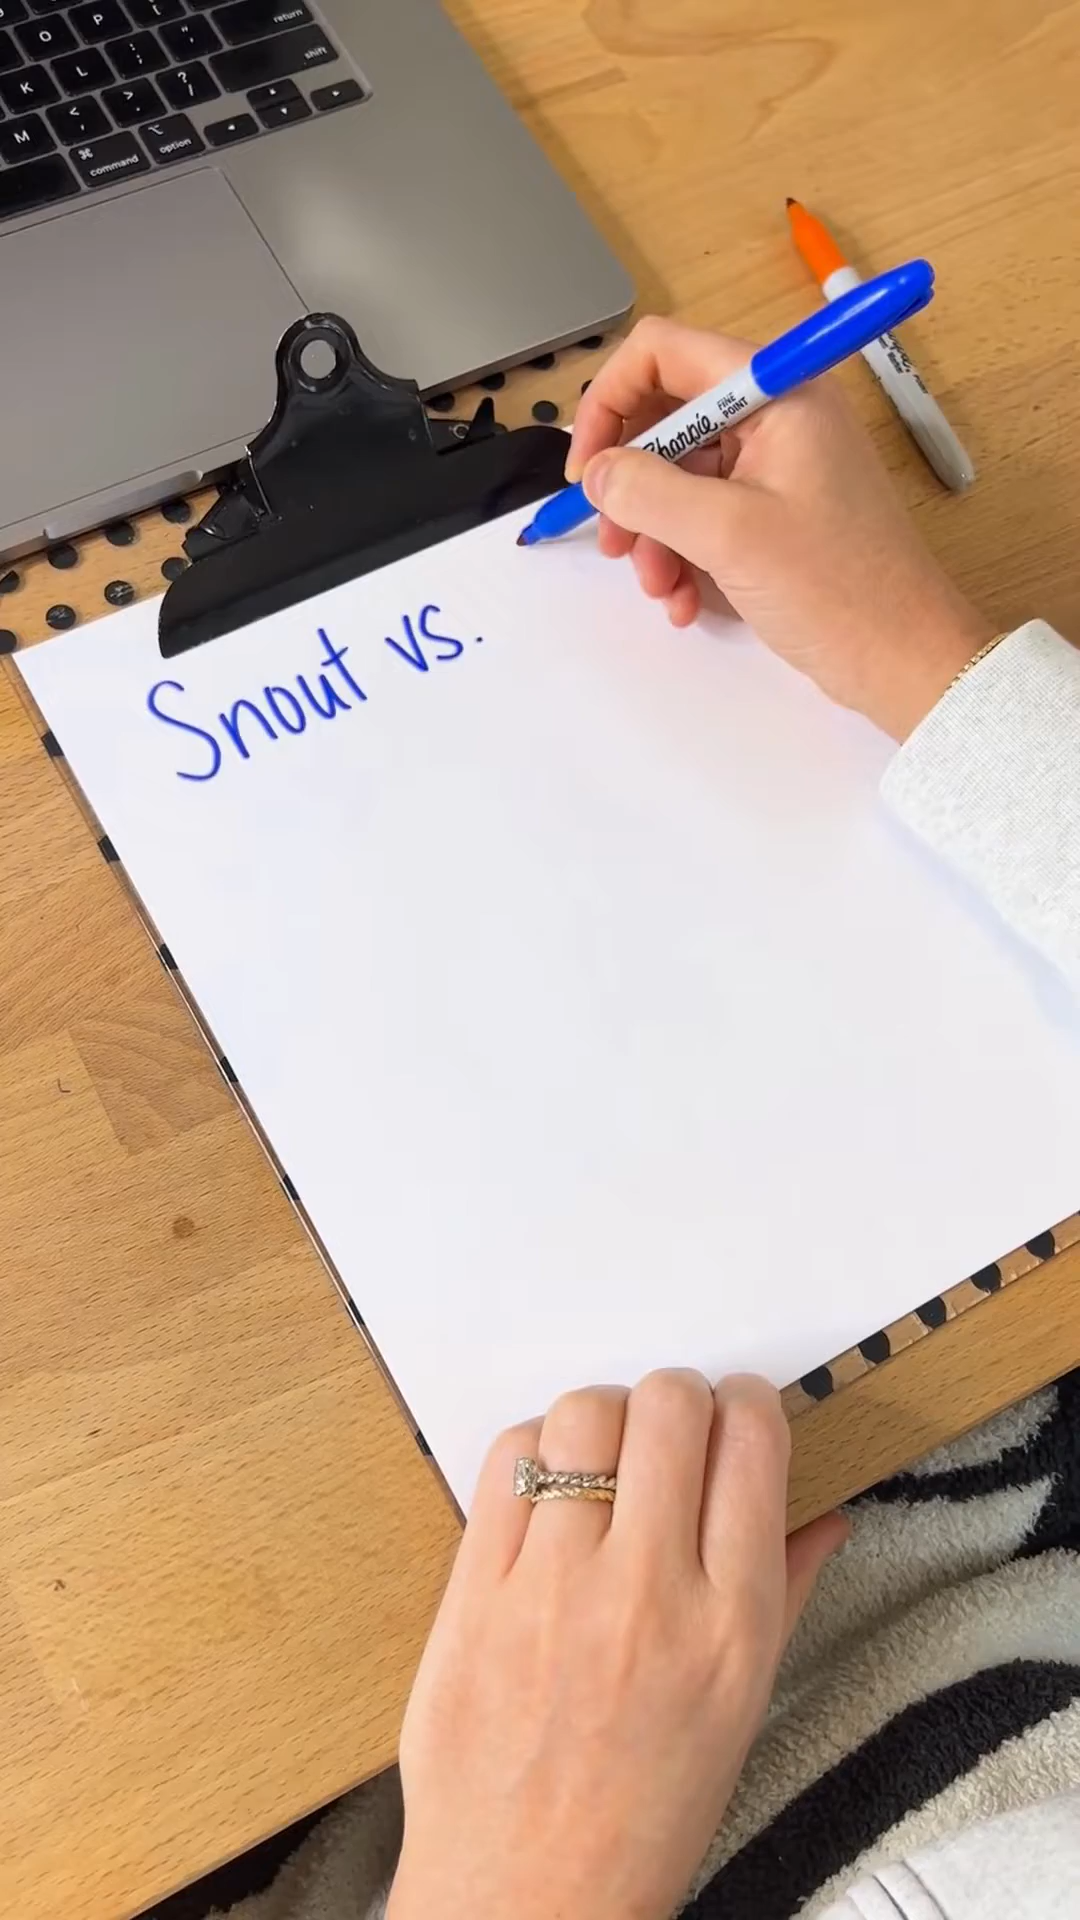 O
P
return
K
L
:
;
"
'
shift
M
<
,
>
.
?
/
⌘
command
⌥
option
Sharpie
FINE
POINT
Snout vs.